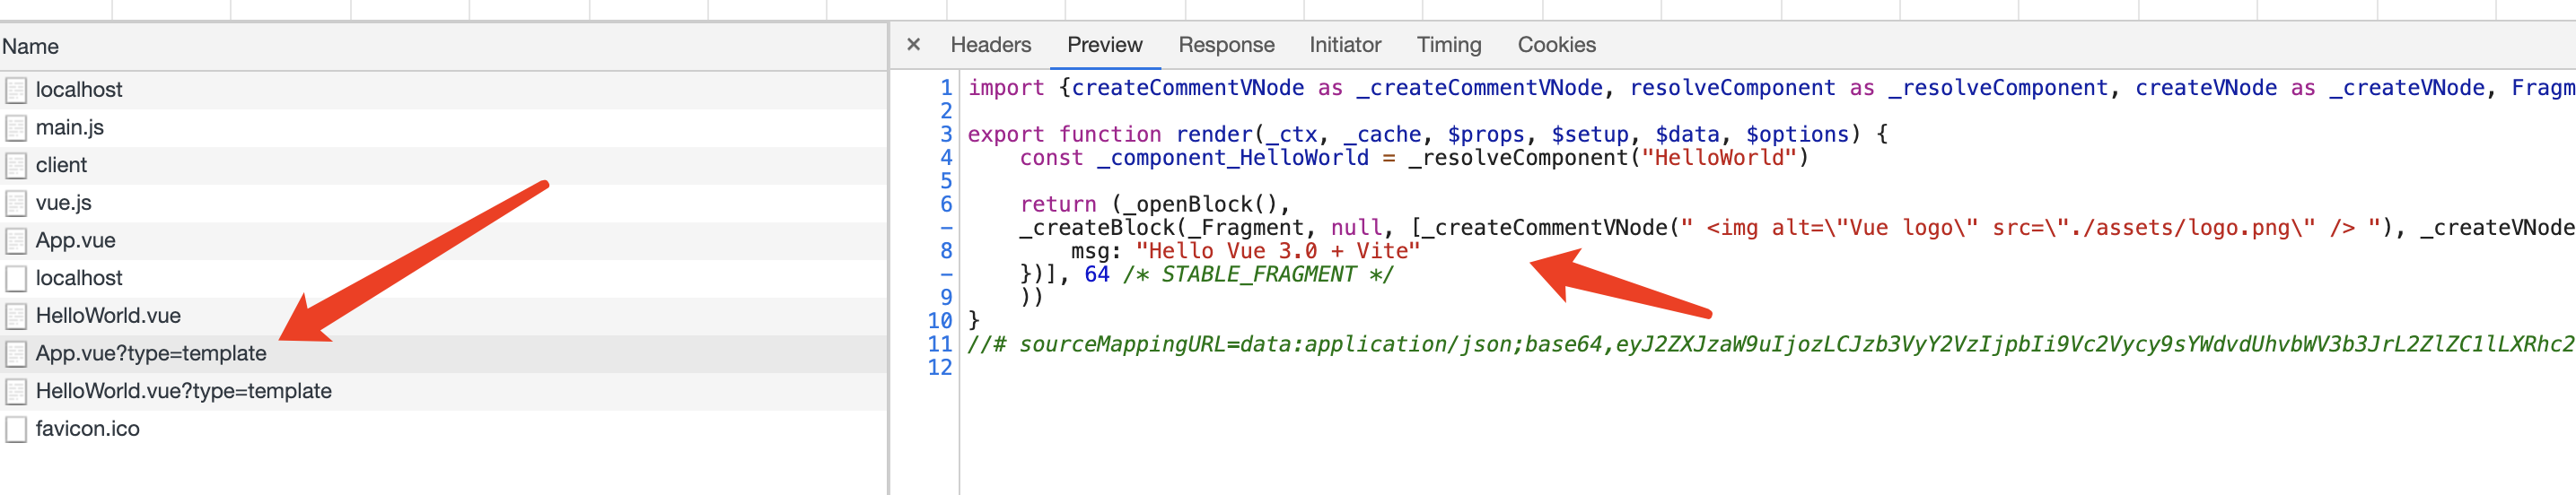 Name
localhost
main.js
client
vue.js
App.vue
localhost
HelloWorld.vue
App.vue?type=template
HelloWorld.vue?type=template
favicon.ico
× Headers Preview Response Initiator Timing Cookies
1 import {createCommentVNode as _createCommentVNode, resolveComponent as _resolveComponent, createVNode as _createVNode, Fragm
2
3 export function render(_ctx, _cache, $props, $setup, $data, $options) {
4 const _component_HelloWorld = _resolveComponent("HelloWorld")
5
6 return (_openBlock(),
- _createBlock(_Fragment, null, [_createCommentVNode(" <img alt=\"Vue logo\" src=\"./assets/logo.png\" /> "), _createVNode
8 msg: "Hello Vue 3.0 + Vite"
- })], 64 /* STABLE_FRAGMENT */
9 ))
10 }
11 //# sourceMappingURL=data:application/json;base64,eyJ2ZXJzaW9uIjozLCJzb3VyY2VzIjpbIi9Vc2Vycy9sYWdvdUhvbWV3b3JrL2ZlZC1lLXRhc2
12